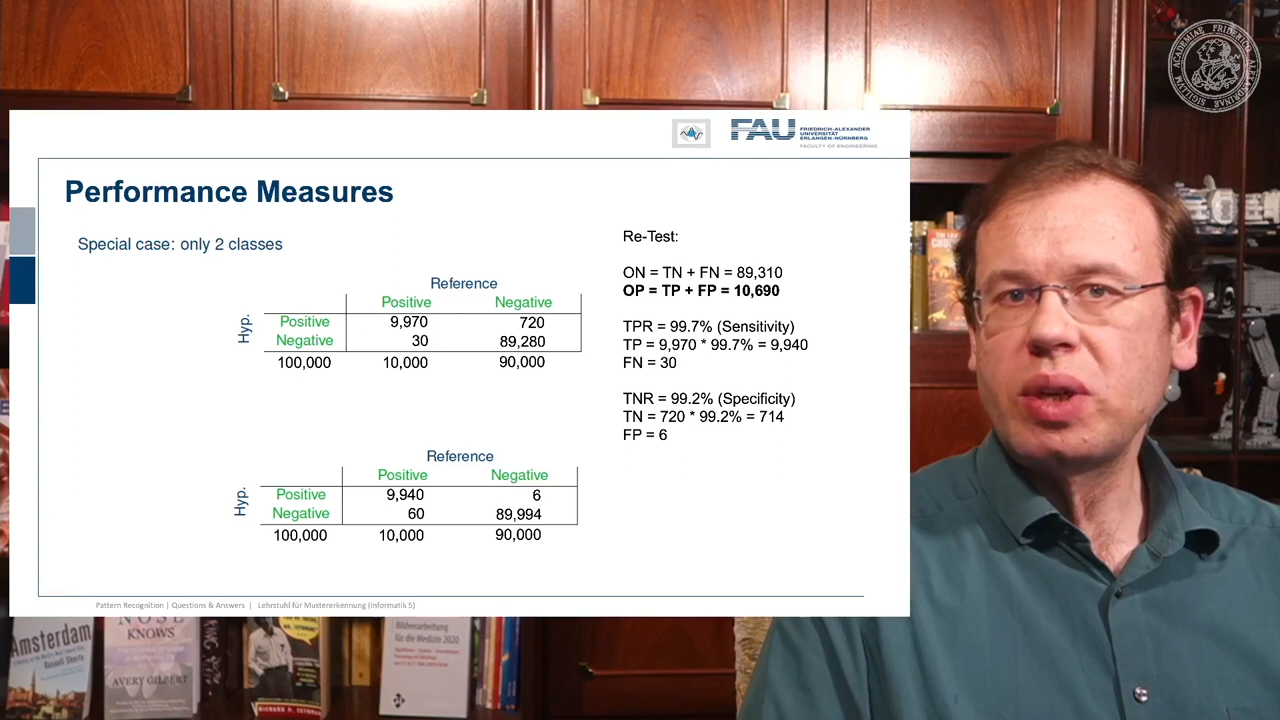 ACADEMIAE FRIDERICI ALEXANDRINAE SIGILLVM
FAU FRIEDRICH-ALEXANDER
UNIVERSITÄT
ERLANGEN-NÜRNBERG
FACULTY OF ENGINEERING
Performance Measures
Special case: only 2 classes
Reference
Positive Negative
Hyp.
Positive 9,970 720
Negative 30 89,280
100,000 10,000 90,000
Reference
Positive Negative
Hyp.
Positive 9,940 6
Negative 60 89,994
100,000 10,000 90,000
Re-Test:
ON = TN + FN = 89,310
OP = TP + FP = 10,690
TPR = 99.7% (Sensitivity)
TP = 9,970 * 99.7% = 9,940
FN = 30
TNR = 99.2% (Specificity)
TN = 720 * 99.2% = 714
FP = 6
Pattern Recognition | Questions & Answers | Lehrstuhl für Mustererkennung (Informatik 5)
Amsterdam
NOSE
KNOWS
AVERY GILBERT
Bildverarbeitung
für die Medizin 2020